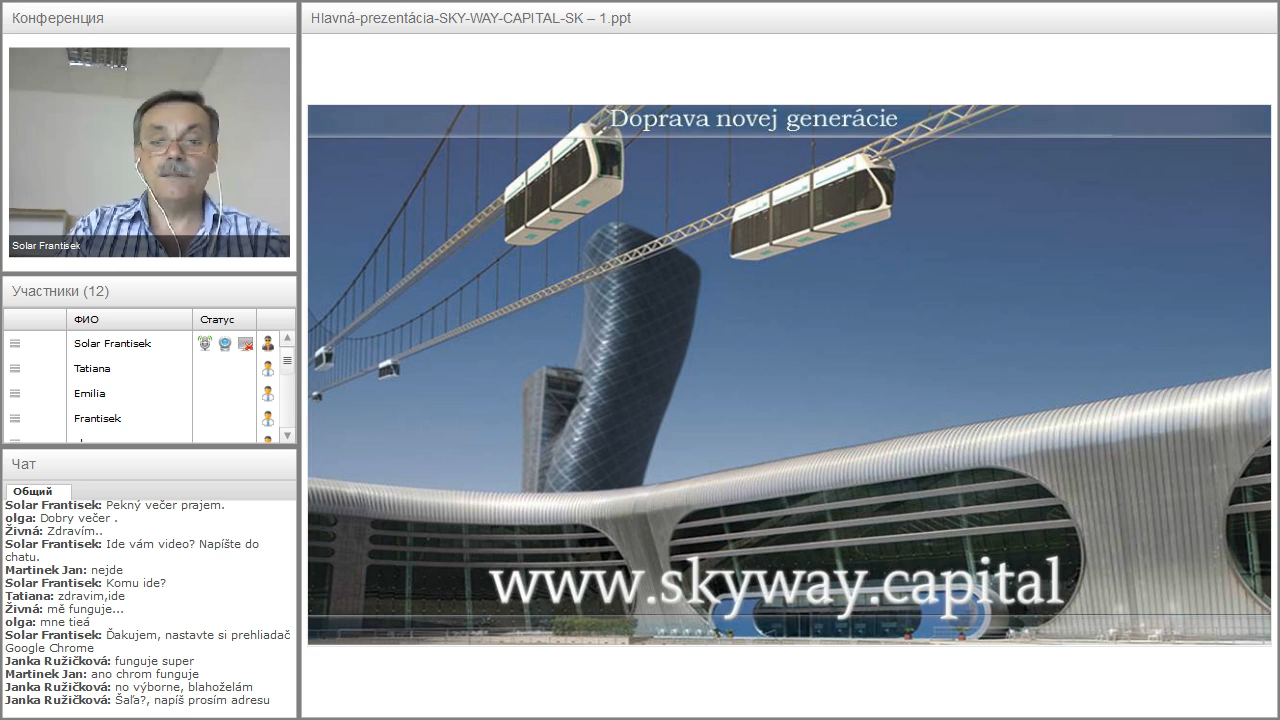 Конференция
Solar Frantisek
Участники (12)
ФИО
Статус
Solar Frantisek
Tatiana
Emilia
Frantisek
Чат
Общий
Solar Frantisek: Pekný večer prajem.
olga: Dobry večer .
Živná: Zdravím..
Solar Frantisek: Ide vám video? Napíšte do
chatu.
Martinek Jan: nejde
Solar Frantisek: Komu ide?
Tatiana: zdravim,ide
Živná: mě funguje...
olga: mne tieá
Solar Frantisek: Ďakujem, nastavte si prehliadač
Google Chrome
Janka Ružičková: funguje super
Martinek Jan: ano chrom funguje
Janka Ružičková: no výborne, blahoželám
Janka Ružičková: Šaľa?, napíš prosím adresu
Hlavná-prezentácia-SKY-WAY-CAPITAL-SK – 1.ppt
Doprava novej generácie
www.skyway.capital